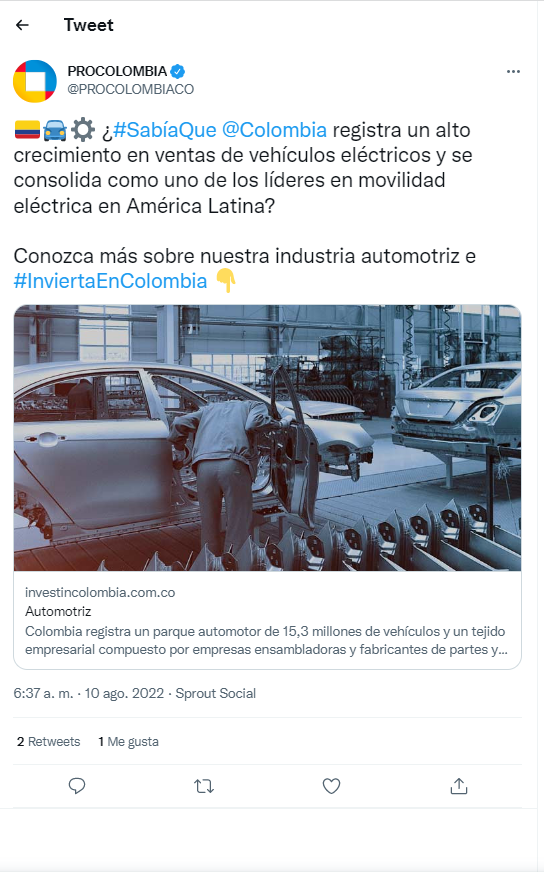 Tweet
PROCOLOMBIA
@PROCOLOMBIACO
¿#SabíaQue @Colombia registra un alto
crecimiento en ventas de vehículos eléctricos y se
consolida como uno de los líderes en movilidad
eléctrica en América Latina?
Conozca más sobre nuestra industria automotriz e
#InviertaEnColombia
investincolombia.com.co
Automotriz
Colombia registra un parque automotor de 15,3 millones de vehículos y un tejido
empresarial compuesto por empresas ensambladoras y fabricantes de partes y...
6:37 a. m. · 10 ago. 2022 · Sprout Social
2 Retweets 1 Me gusta